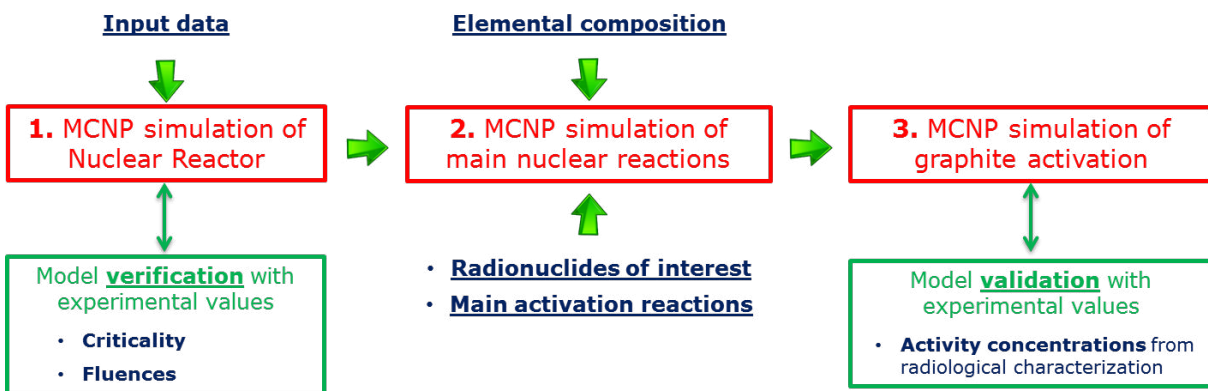 Input data
Elemental composition
1. MCNP simulation of
Nuclear Reactor
2. MCNP simulation of
main nuclear reactions
3. MCNP simulation of
graphite activation
Model verification with
experimental values
• Criticality
• Fluences
• Radionuclides of interest
• Main activation reactions
Model validation with
experimental values
• Activity concentrations from
radiological characterization